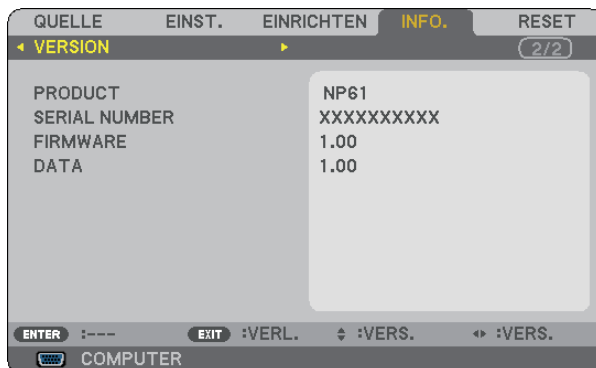 QUELLE EINST. EINRICHTEN INFO. RESET
VERSION 2/2
PRODUCT NP61
SERIAL NUMBER XXXXXXXXXX
FIRMWARE 1.00
DATA 1.00
ENTER :--- EXIT :VERL. :VERS. :VERS.
COMPUTER